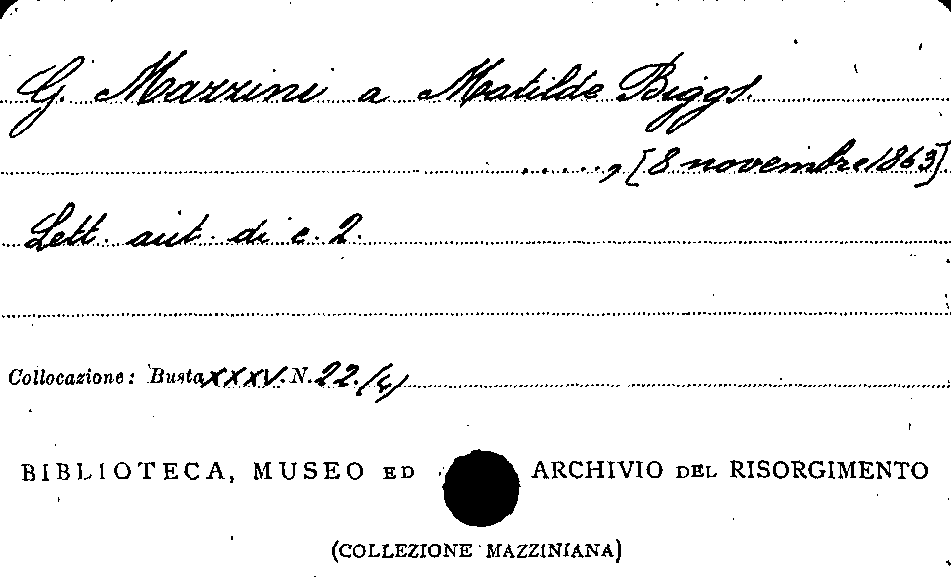 G. Mazzini a Matilde Biggs.
......, [8 novembre 1863]
Lett. aut. di c. 2.
Collocazione: Busta XXXV. N. 22. (4)
BIBLIOTECA, MUSEO ED ARCHIVIO DEL RISORGIMENTO
(COLLEZIONE MAZZINIANA)